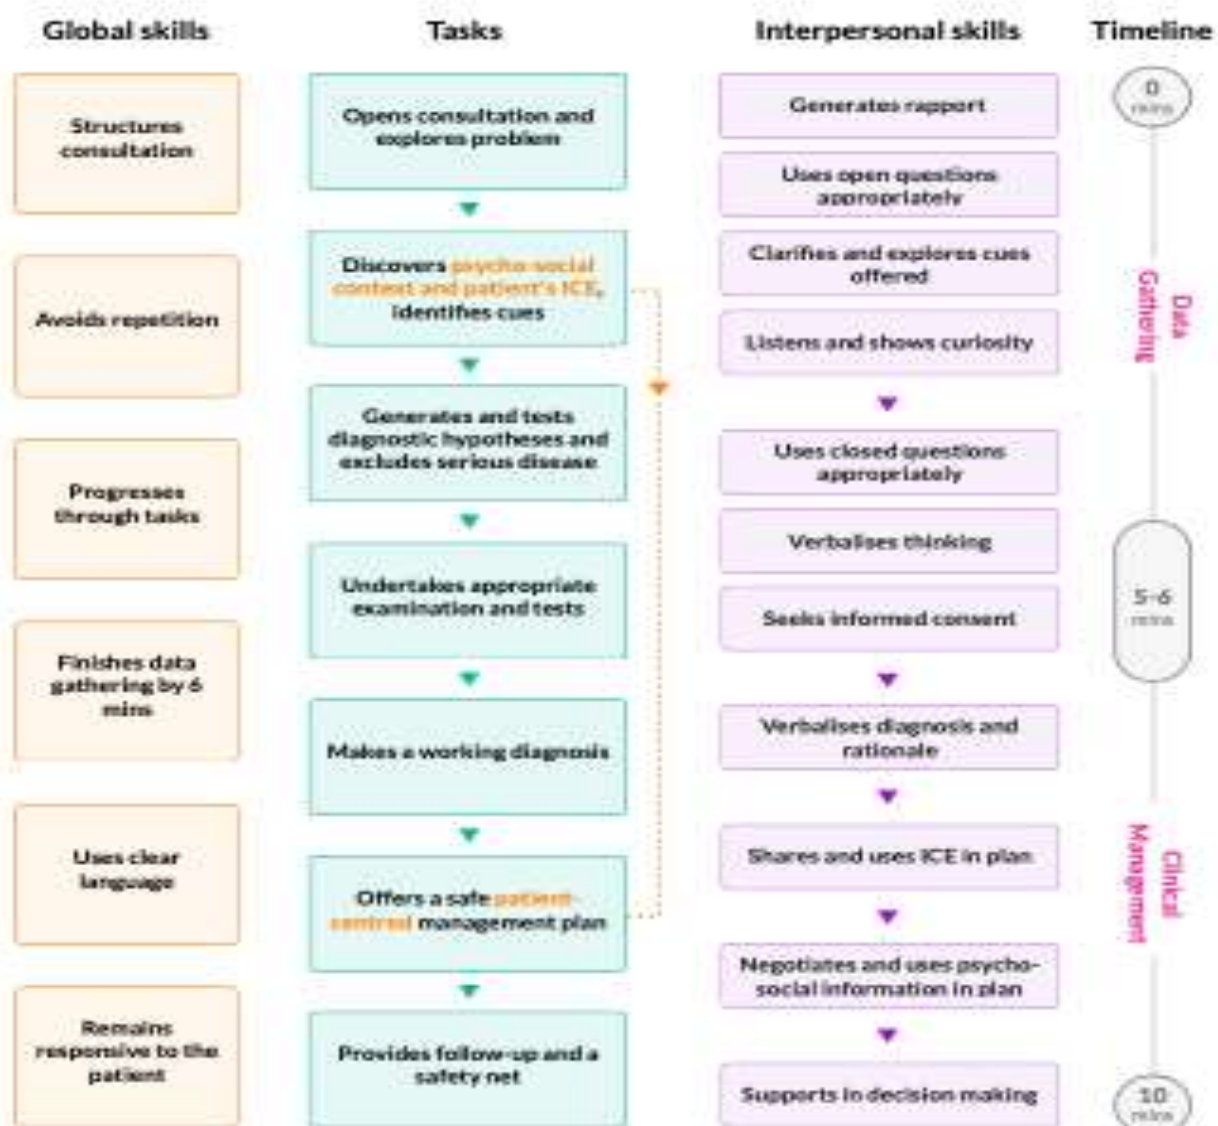 Global skills
Tasks
Interpersonal skills
Timeline
Structures
consultation
Avoids repetition
Progresses
through tasks
Finishes data
gathering by 6
mins
Uses clear
language
Remains
responsive to the
patient
Opens consultation and
explores problem
Discovers psycho-social
context and patient's ICE,
identifies cues
Generates and tests
diagnostic hypotheses and
excludes serious disease
Undertakes appropriate
examination and tests
Makes a working diagnosis
Offers a safe patient-
centred management plan
Provides follow-up and a
safety net
Generates rapport
Uses open questions
appropriately
Clarifies and explores cues
offered
Listens and shows curiosity
Uses closed questions
appropriately
Verbalises thinking
Seeks informed consent
Verbalises diagnosis and
rationale
Shares and uses ICE in plan
Negotiates and uses psycho-
social information in plan
Supports in decision making
0
mins
Data
Gathering
5-6
mins
Clinical
Management
10
mins